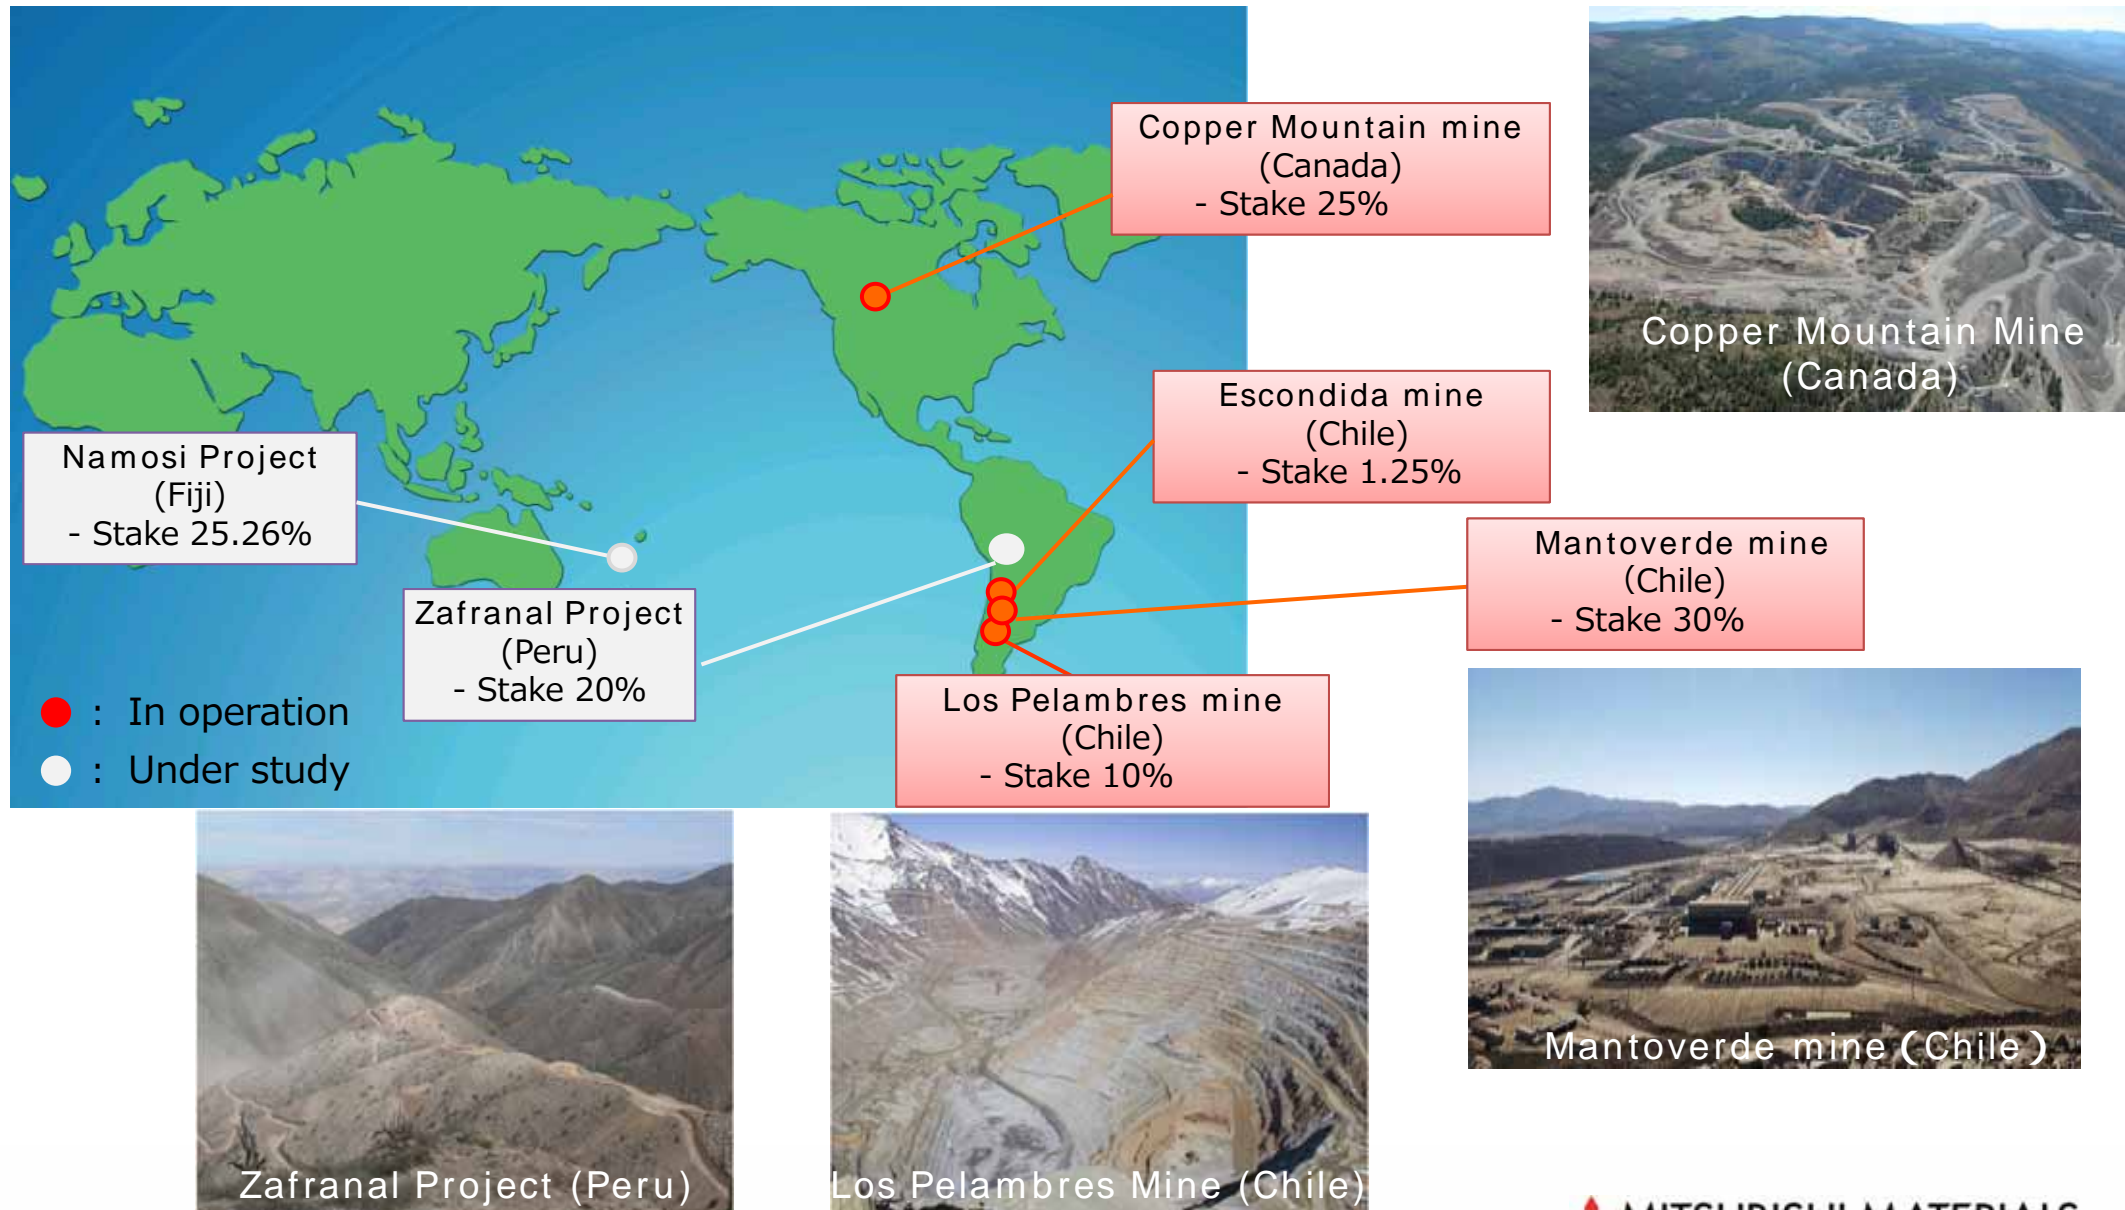 Copper Mountain mine
(Canada)
- Stake 25%
Copper Mountain Mine
(Canada)
Escondida mine
(Chile)
- Stake 1.25%
Namosi Project
(Fiji)
- Stake 25.26%
Mantoverde mine
(Chile)
- Stake 30%
Zafranal Project
(Peru)
- Stake 20%
Los Pelambres mine
(Chile)
- Stake 10%
: In operation
: Under study
Mantoverde mine (Chile)
Zafranal Project (Peru)
Los Pelambres Mine (Chile)
MITSUBISHI MATERIALS